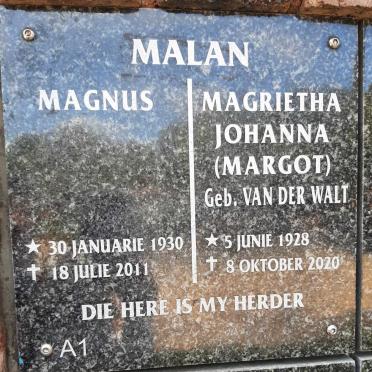 MALAN
MAGNUS
★ 30 JANUARIE 1930
✝ 18 JULIE 2011
MAGRIETHA
JOHANNA
(MARGOT)
Geb. VAN DER WALT
★ 5 JUNIE 1928
✝ 8 OKTOBER 2020
DIE HERE IS MY HERDER
A1